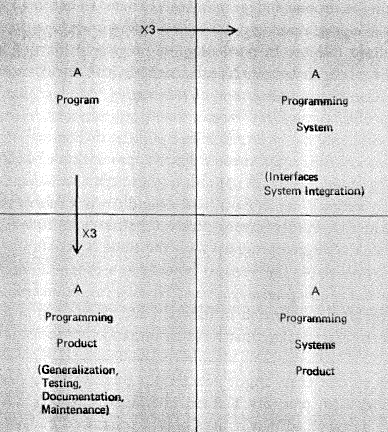 X3
A
Program
A
Programming
System
(Interfaces
System Integration)
X3
A
Programming
Product
(Generalization,
Testing,
Documentation,
Maintenance)
A
Programming
Systems
Product